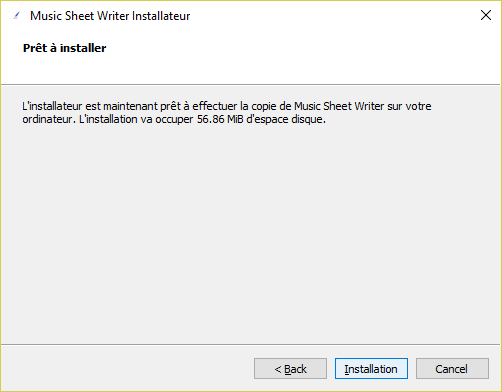 Music Sheet Writer Installateur
Prêt à installer
L'installateur est maintenant prêt à effectuer la copie de Music Sheet Writer sur votre
ordinateur. L'installation va occuper 56.86 MiB d'espace disque.
< Back
Installation
Cancel